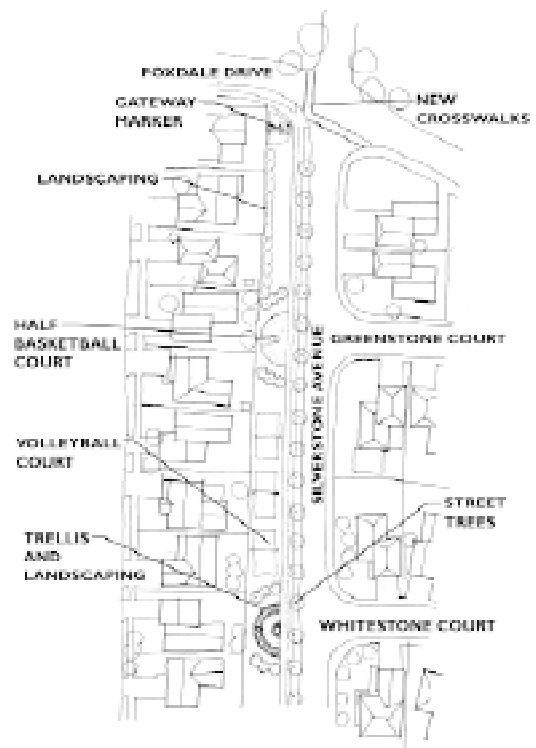 FOXDALE DRIVE
GATEWAY
MARKER
NEW
CROSSWALKS
LANDSCAPING
HALF
BASKETBALL
COURT
GREENSTONE COURT
SILVERSTONE AVENUE
VOLLEYBALL
COURT
STREET
TREES
TRELLIS
AND
LANDSCAPING
WHITESTONE COURT